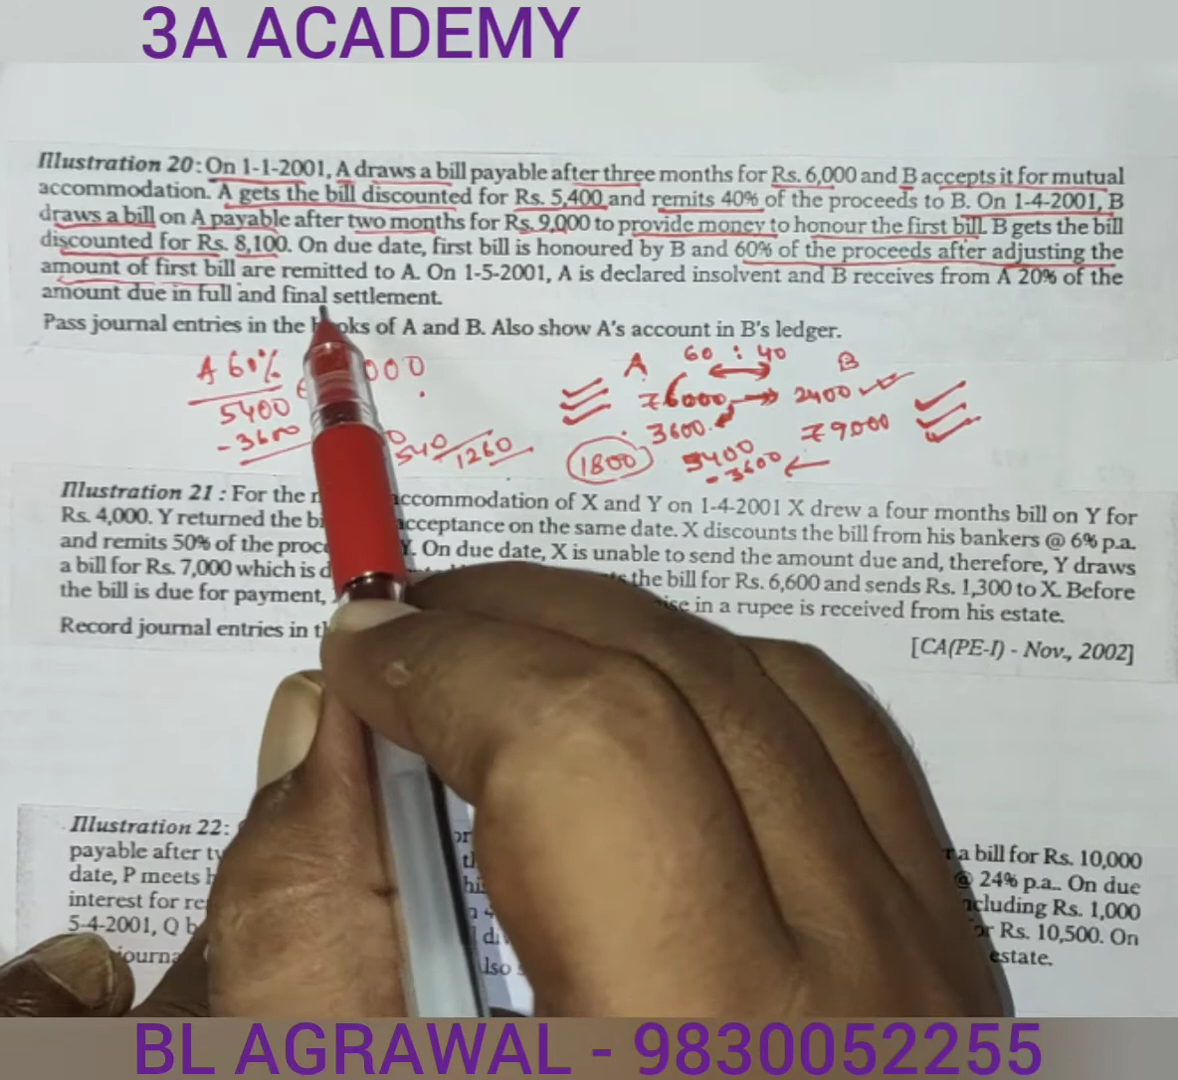 3A ACADEMY
Illustration 20: On 1-1-2001, A draws a bill payable after three months for Rs. 6,000 and B accepts it for mutual
accommodation. A gets the bill discounted for Rs. 5,400 and remits 40% of the proceeds to B. On 1-4-2001, B
draws a bill on A payable after two months for Rs. 9,000 to provide money to honour the first bill. B gets the bill
discounted for Rs. 8,100. On due date, first bill is honoured by B and 60% of the proceeds after adjusting the
amount of first bill are remitted to A. On 1-5-2001, A is declared insolvent and B receives from A 20% of the
amount due in full and final settlement.
Pass journal entries in the books of A and B. Also show A's account in B's ledger.
A 60% 000
5400
- 3600
540 1260
A 60 : 40 B
₹6000 → 2400
3600 ₹9000
1800 5400
- 3600
Illustration 21 : For the accommodation of X and Y on 1-4-2001 X drew a four months bill on Y for
Rs. 4,000. Y returned the acceptance on the same date. X discounts the bill from his bankers @ 6% p.a.
and remits 50% of the Y. On due date, X is unable to send the amount due and, therefore, Y draws
a bill for Rs. 7,000 which is the bill for Rs. 6,600 and sends Rs. 1,300 to X. Before
the bill is due for payment, in a rupee is received from his estate.
Record journal entries in
[CA(PE-I) - Nov., 2002]
Illustration 22: a bill for Rs. 10,000
payable after @ 24% p.a.. On due
date, P meets including Rs. 1,000
interest for or Rs. 10,500. On
5-4-2001, Q estate.
BL AGRAWAL - 9830052255